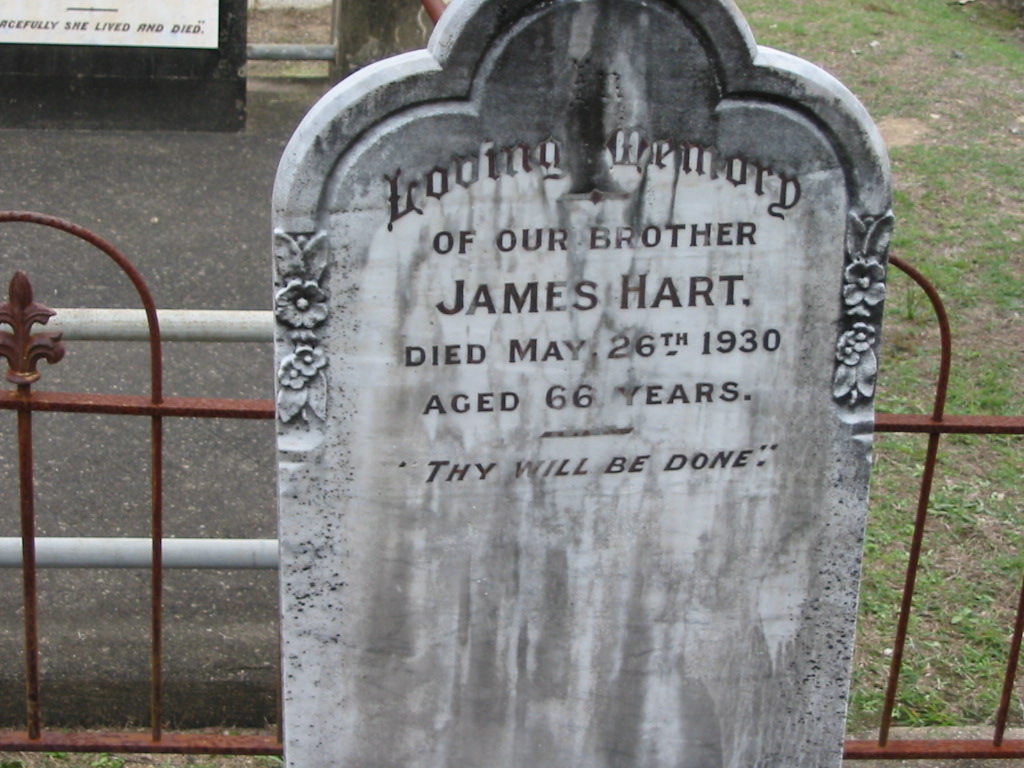 ACEFULLY SHE LIVED AND DIED."
Loving Memory
OF OUR BROTHER
JAMES HART.
DIED MAY. 26TH 1930
AGED 66 YEARS.
"THY WILL BE DONE."